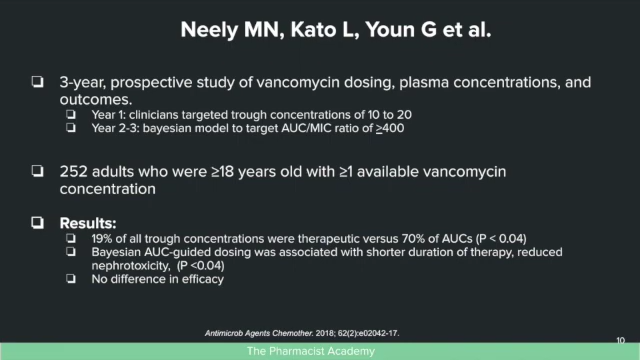 Neely MN, Kato L, Youn G et al.
❑ 3-year, prospective study of vancomycin dosing, plasma concentrations, and
outcomes.
❑ Year 1: clinicians targeted trough concentrations of 10 to 20
❑ Year 2-3: bayesian model to target AUC/MIC ratio of ≥400
❑ 252 adults who were ≥18 years old with ≥1 available vancomycin
concentration
❑ Results:
❑ 19% of all trough concentrations were therapeutic versus 70% of AUCs (P < 0.04)
❑ Bayesian AUC-guided dosing was associated with shorter duration of therapy, reduced
nephrotoxicity, (P <0.04)
❑ No difference in efficacy
Antimicrob Agents Chemother. 2018; 62(2):e02042-17.
10
The Pharmacist Academy